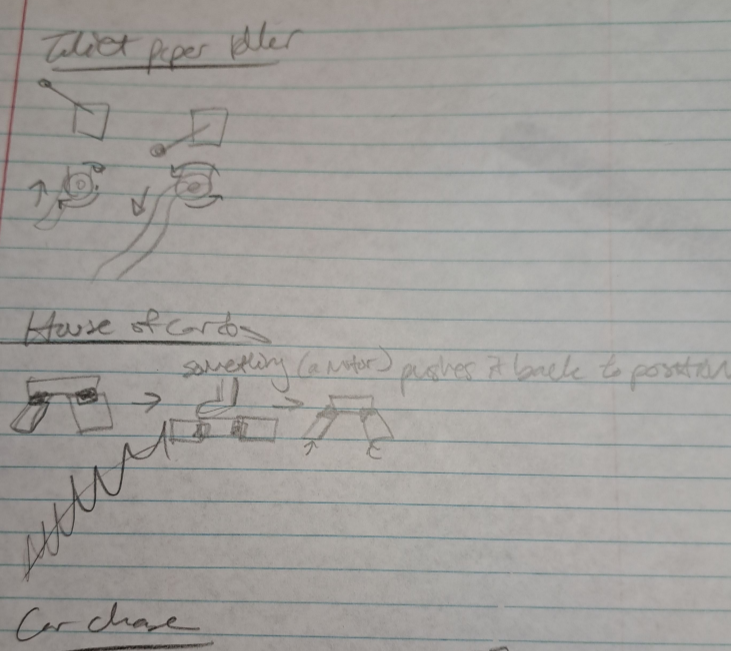 Toilet paper roller
House of cards
something (a motor) pushes it back to position
Car chase